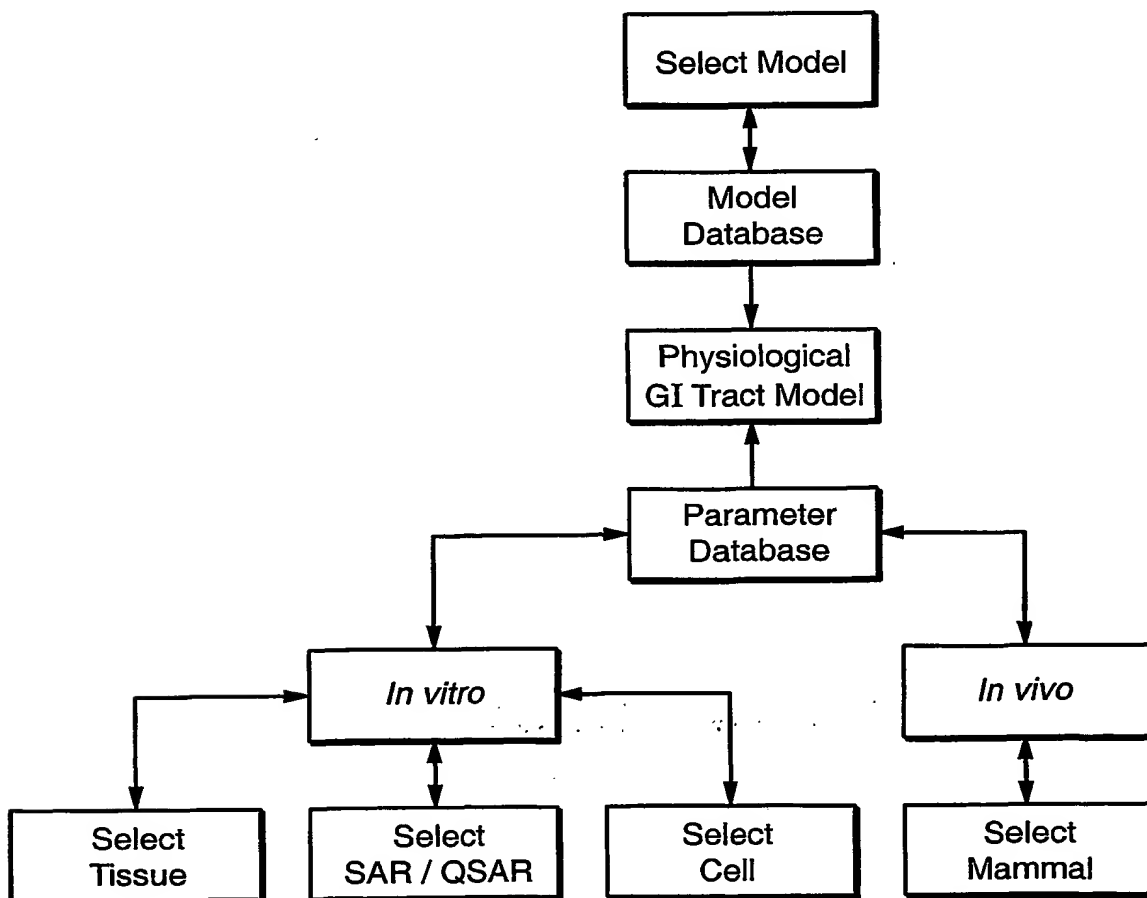 Select Model
Model
Database
Physiological
GI Tract Model
Parameter
Database
In vitro
In vivo
Select
Tissue
Select
SAR / QSAR
Select
Cell
Select
Mammal